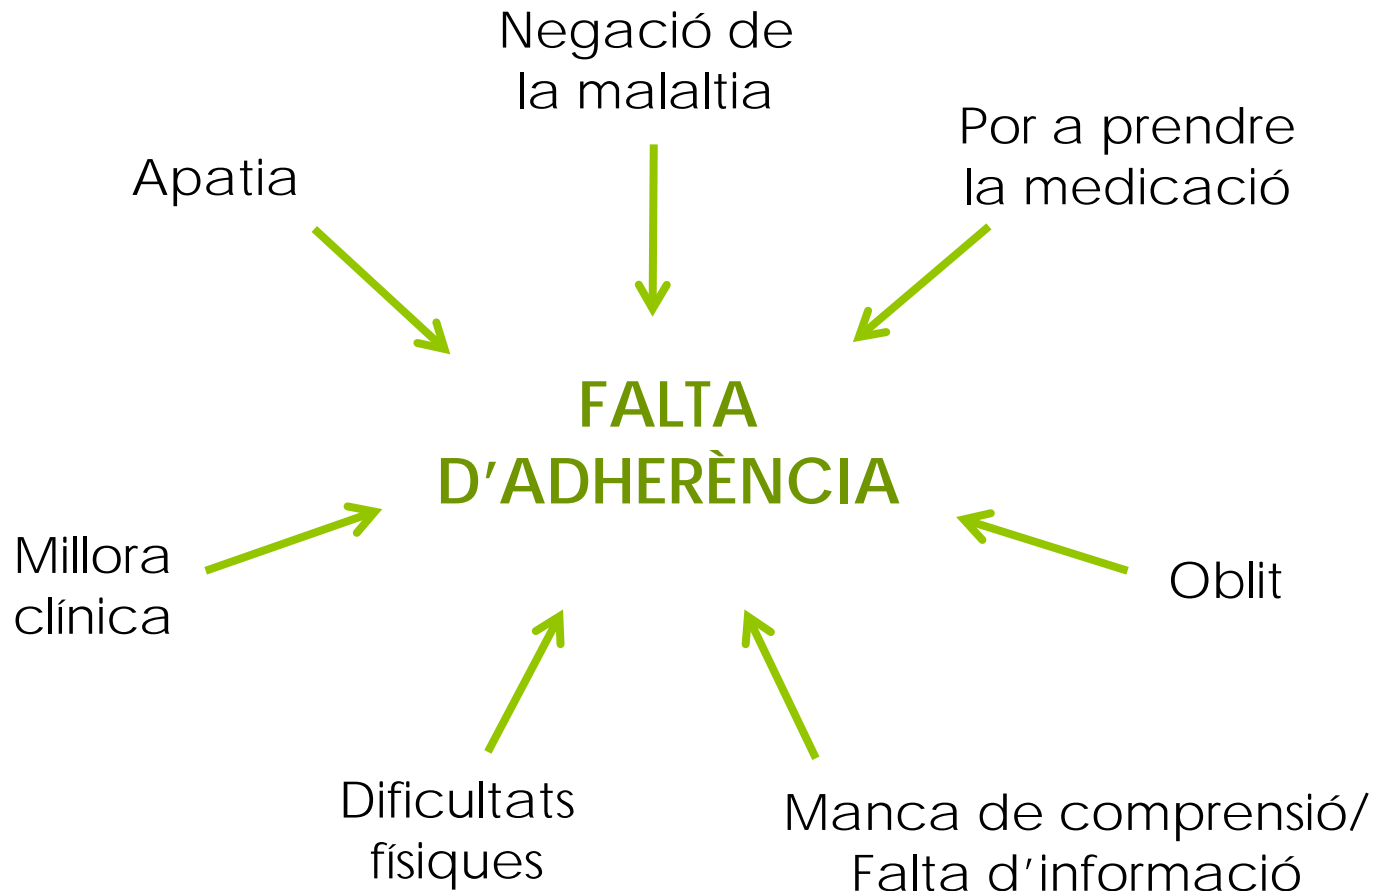 Negació de
la malaltia
Por a prendre
la medicació
Apatia
FALTA
D’ADHERÈNCIA
Millora
clínica
Oblit
Dificultats
físiques
Manca de comprensió/
Falta d’informació